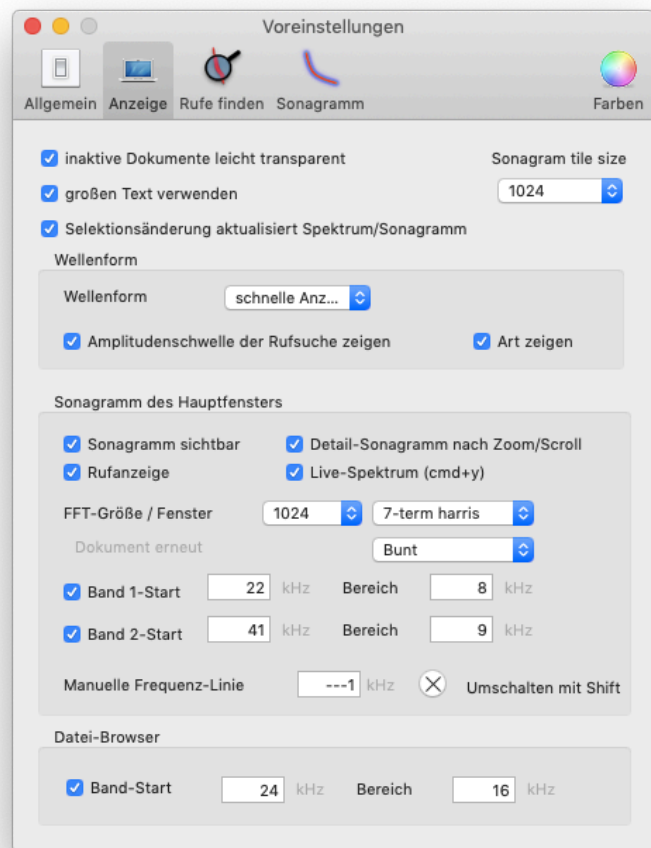 Voreinstellungen
Allgemein Anzeige Rufe finden Sonagramm Farben
inaktive Dokumente leicht transparent Sonagram tile size
großen Text verwenden 1024
Selektionsänderung aktualisiert Spektrum/Sonagramm
Wellenform
Wellenform schnelle Anz...
Amplitudenschwelle der Rufsuche zeigen Art zeigen
Sonagramm des Hauptfensters
Sonagramm sichtbar Detail-Sonagramm nach Zoom/Scroll
Rufanzeige Live-Spektrum (cmd+y)
FFT-Größe / Fenster 1024 7-term harris
Dokument erneut Bunt
Band 1-Start 22 kHz Bereich 8 kHz
Band 2-Start 41 kHz Bereich 9 kHz
Manuelle Frequenz-Linie ---1 kHz Umschalten mit Shift
Datei-Browser
Band-Start 24 kHz Bereich 16 kHz